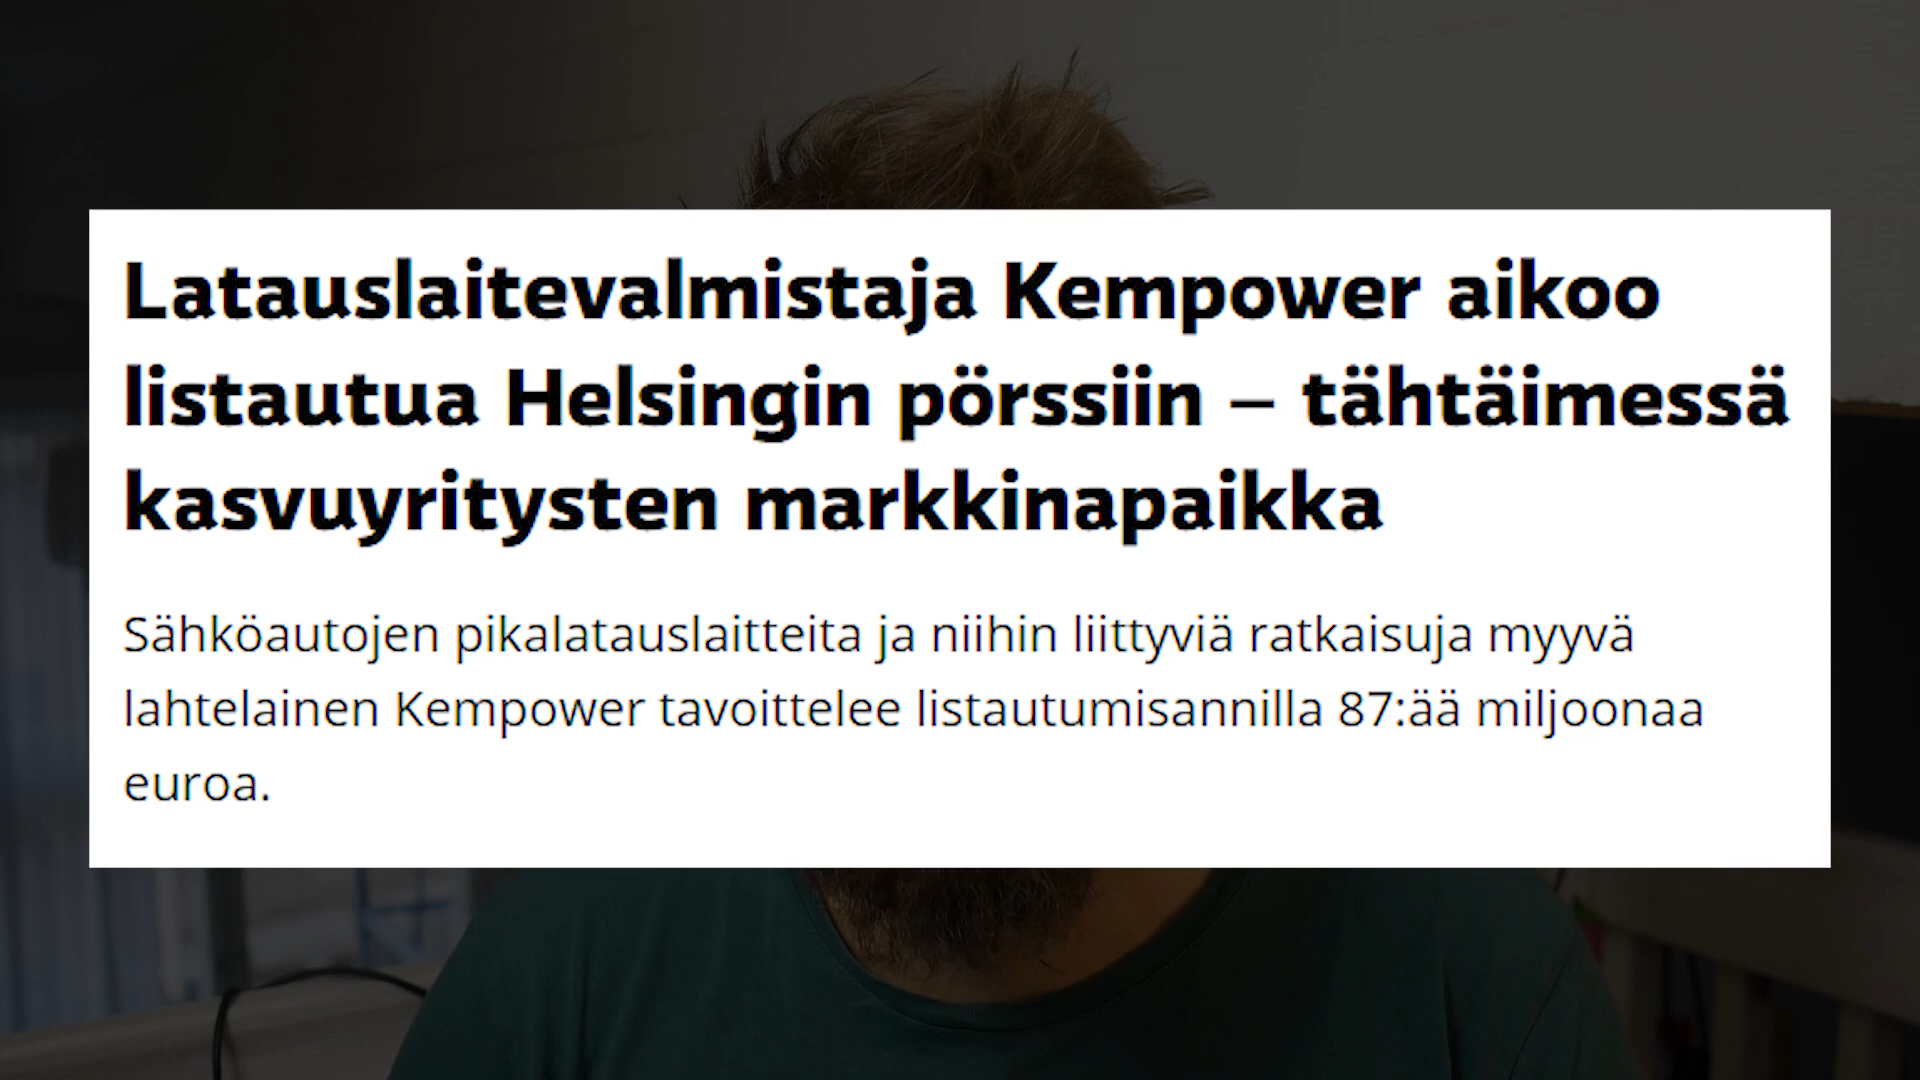 Latauslaitevalmistaja Kempower aikoo
listautua Helsingin pörssiin – tähtäimessä
kasvuyritysten markkinapaikka
Sähköautojen pikalatauslaitteita ja niihin liittyviä ratkaisuja myyvä
lahtelainen Kempower tavoittelee listautumisannilla 87:ää miljoonaa
euroa.